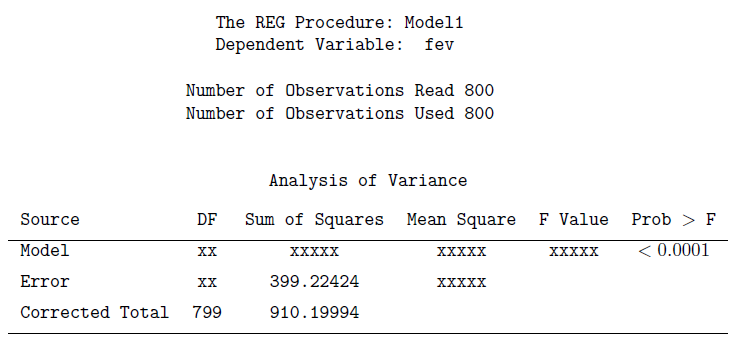 The REG Procedure: Model1
Dependent Variable: fev
Number of Observations Read 800
Number of Observations Used 800
Analysis of Variance
Source DF Sum of Squares Mean Square F Value Prob > F
Model xx xxxxx xxxxx xxxxx < 0.0001
Error xx 399.22424 xxxxx
Corrected Total 799 910.19994